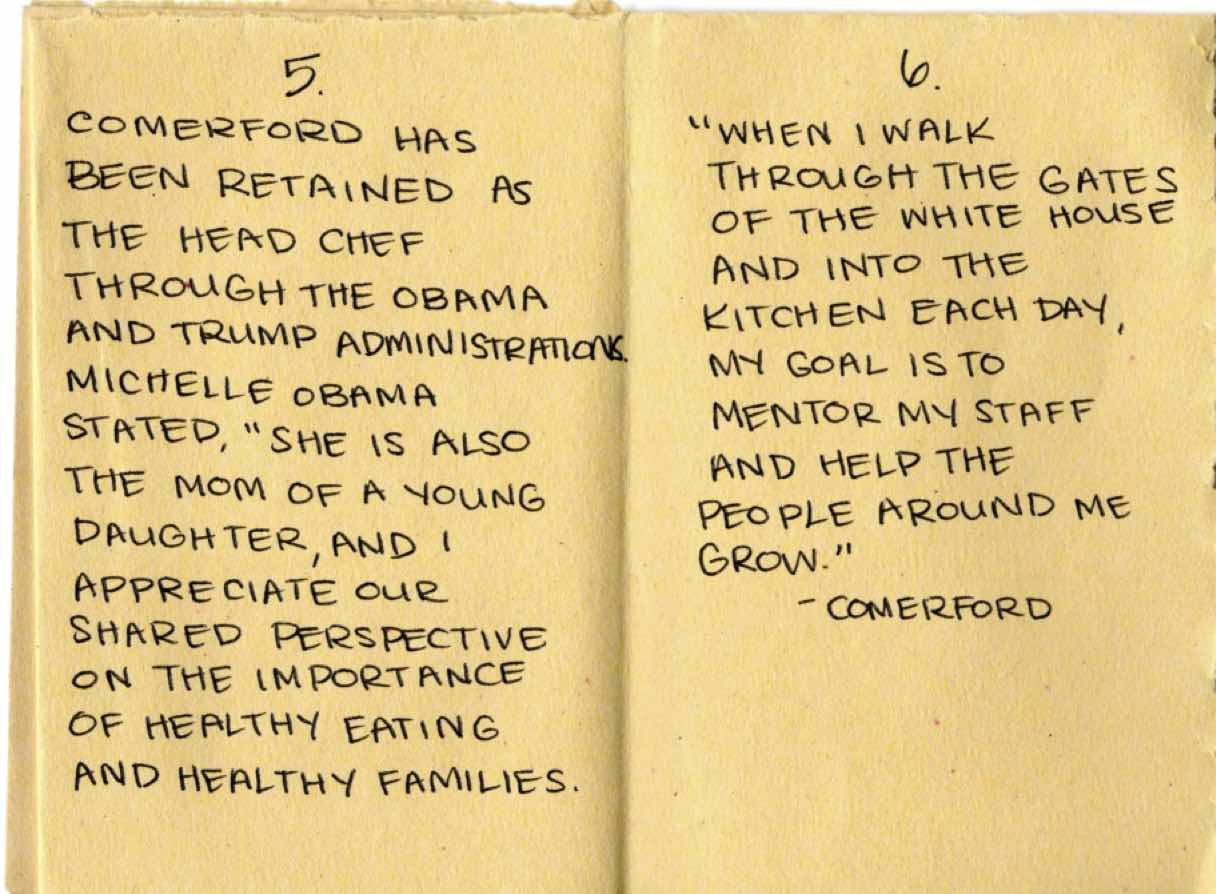 5.
COMERFORD HAS
BEEN RETAINED AS
THE HEAD CHEF
THROUGH THE OBAMA
AND TRUMP ADMINISTRATIONS.
MICHELLE OBAMA
STATED, "SHE IS ALSO
THE MOM OF A YOUNG
DAUGHTER, AND I
APPRECIATE OUR
SHARED PERSPECTIVE
ON THE IMPORTANCE
OF HEALTHY EATING
AND HEALTHY FAMILIES.
6.
"WHEN I WALK
THROUGH THE GATES
OF THE WHITE HOUSE
AND INTO THE
KITCHEN EACH DAY,
MY GOAL IS TO
MENTOR MY STAFF
AND HELP THE
PEOPLE AROUND ME
GROW."
- COMERFORD